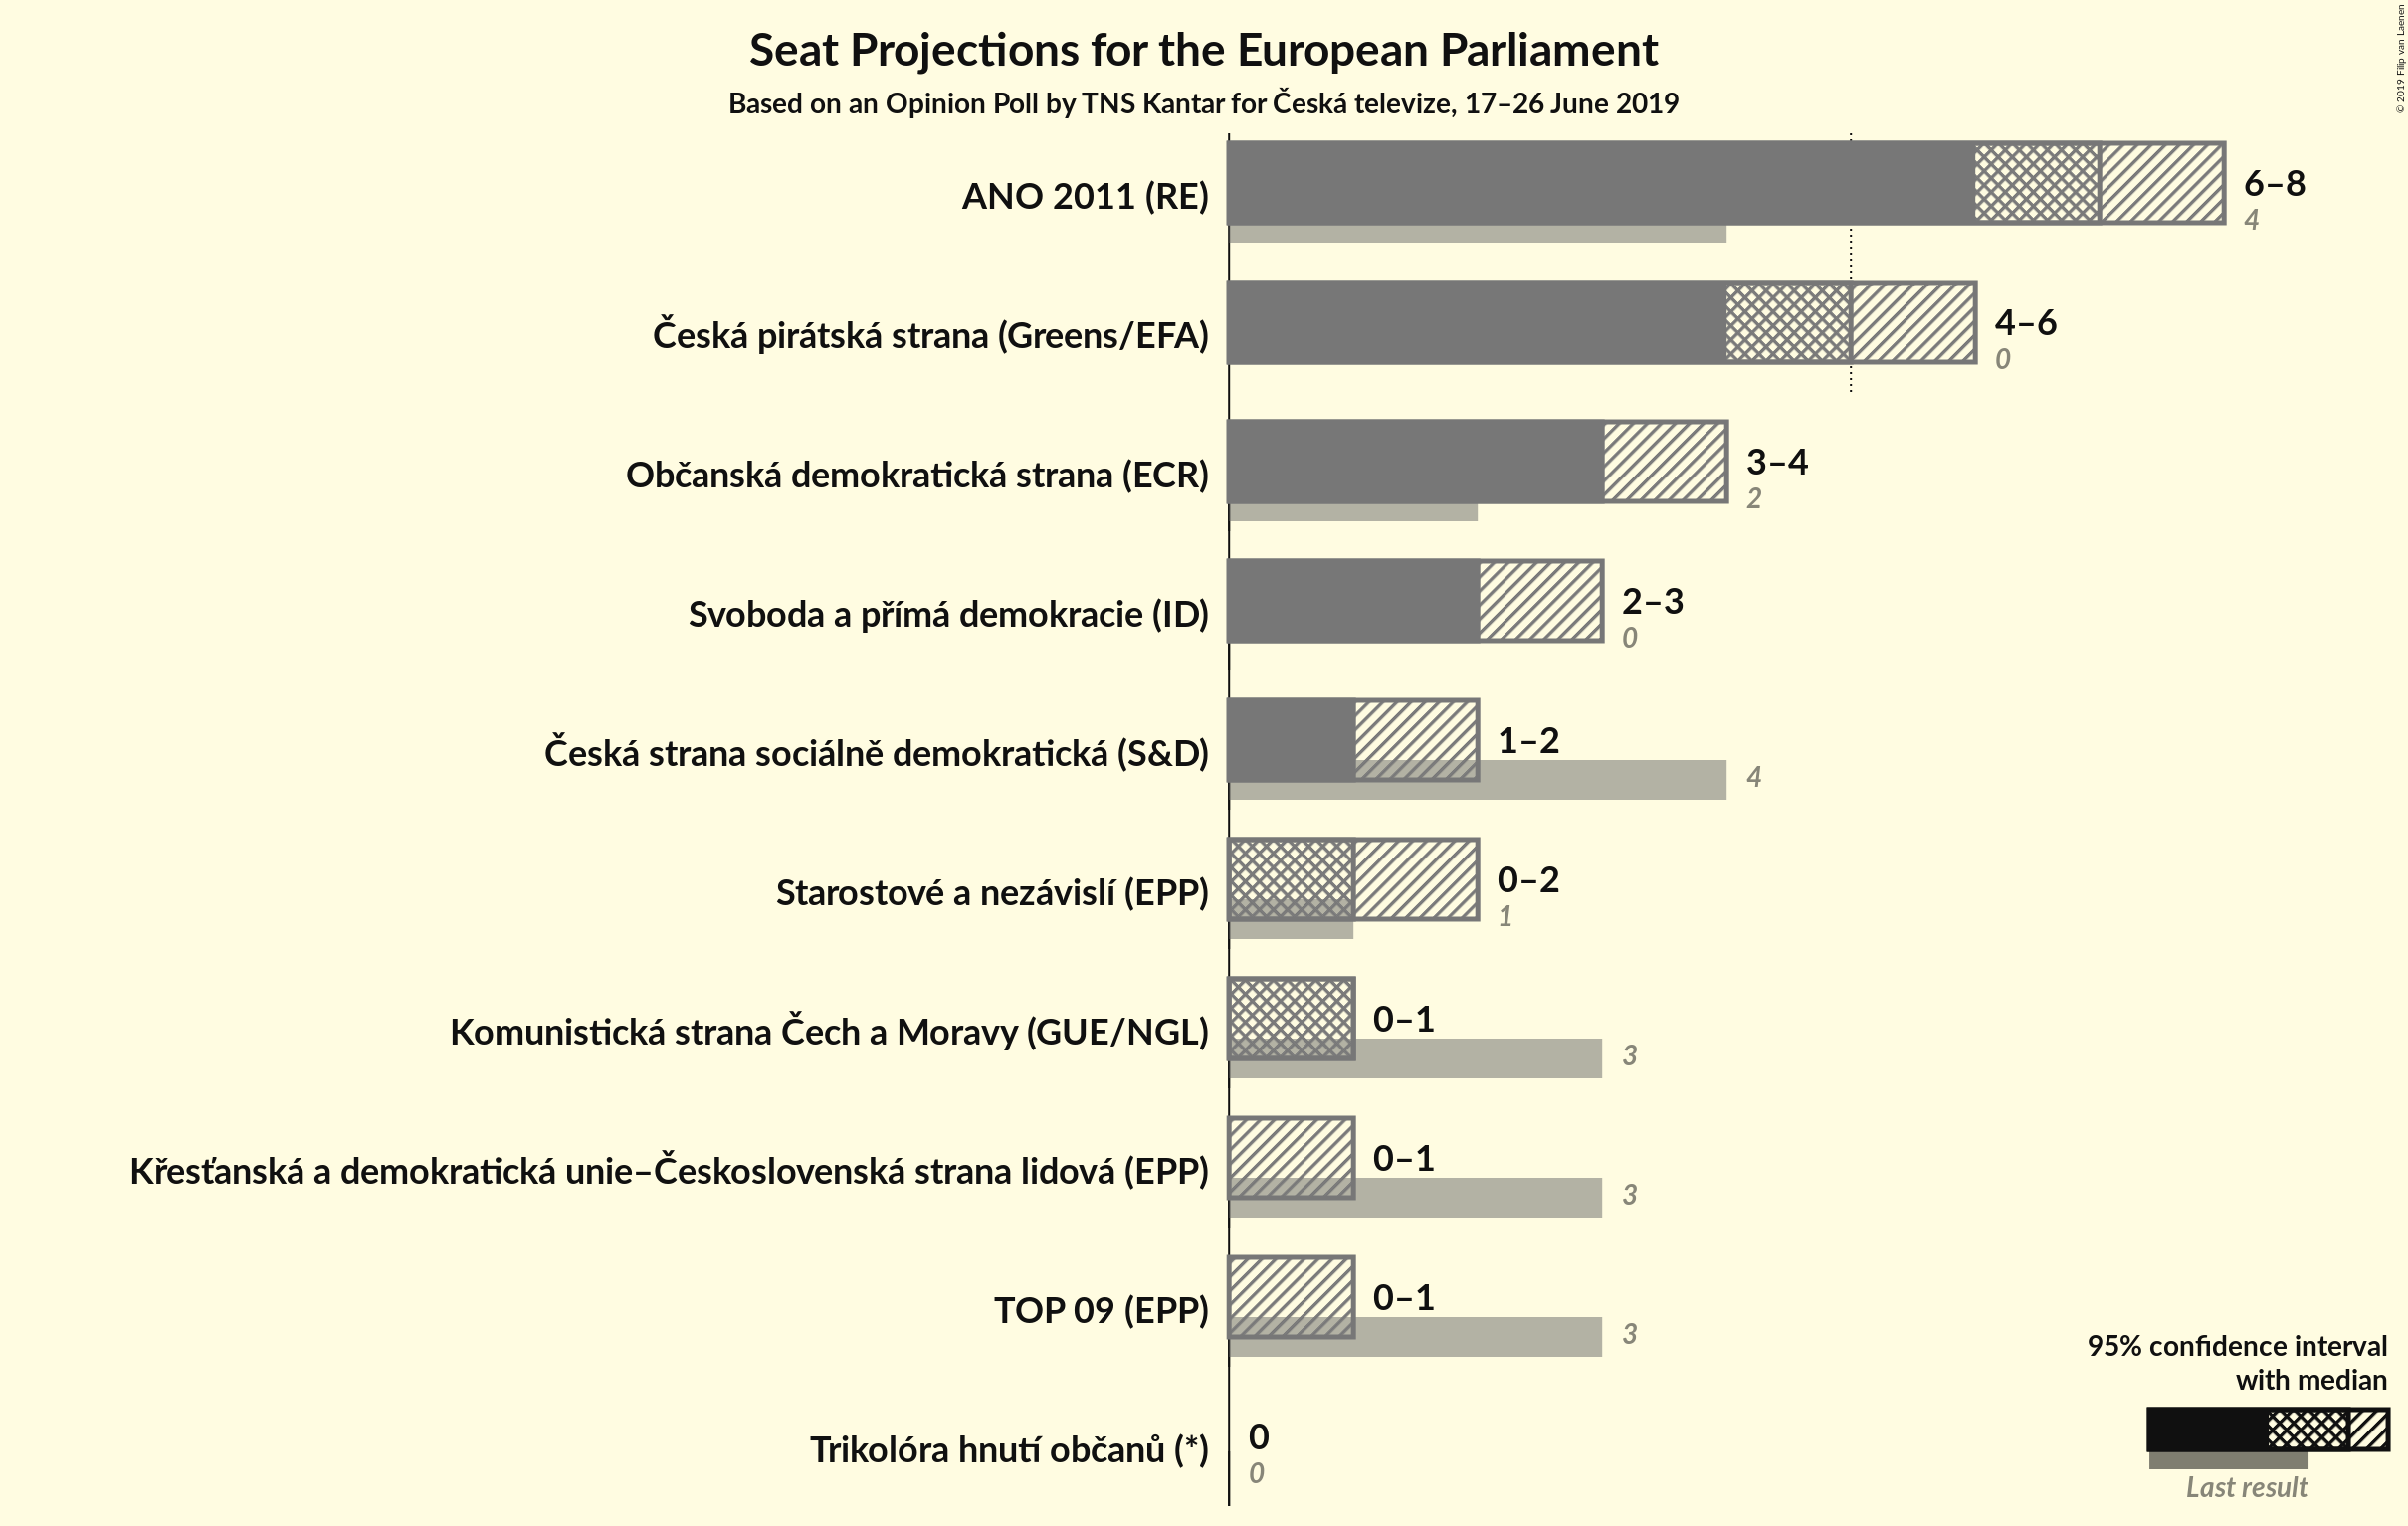 Seat Projections for the European Parliament
Based on an Opinion Poll by TNS Kantar for Česká televize, 17–26 June 2019
© 2019 Filip van Laenen
ANO 2011 (RE)
6–8
4
Česká pirátská strana (Greens/EFA)
4–6
0
Občanská demokratická strana (ECR)
3–4
2
Svoboda a přímá demokracie (ID)
2–3
0
Česká strana sociálně demokratická (S&D)
1–2
4
Starostové a nezávislí (EPP)
0–2
1
Komunistická strana Čech a Moravy (GUE/NGL)
0–1
3
Křesťanská a demokratická unie–Československá strana lidová (EPP)
0–1
3
TOP 09 (EPP)
0–1
3
Trikolóra hnutí občanů (*)
0
0
95% confidence interval
with median
Last result